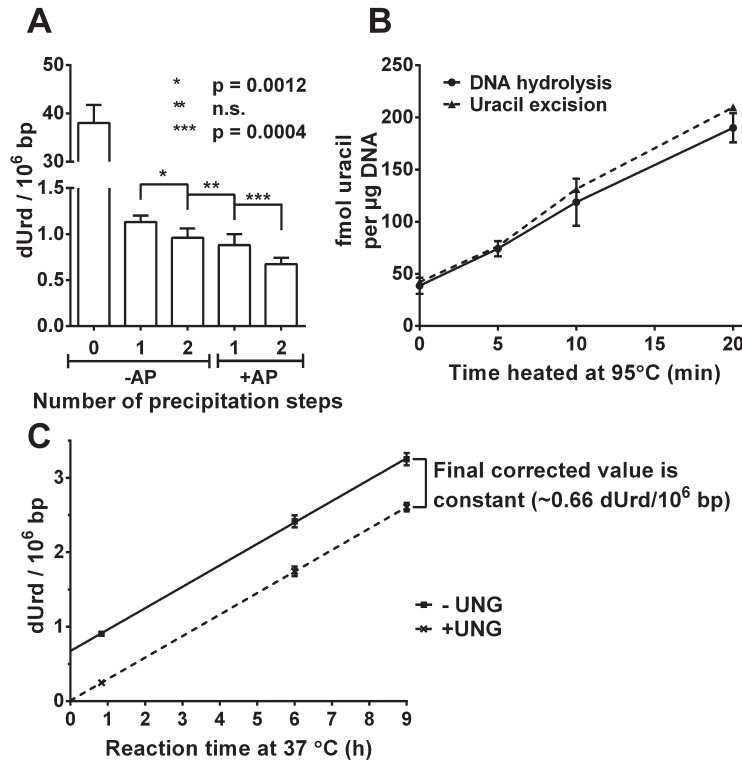 A
50
40
30
1.5
1.0
0.5
0.0
dUrd / 10⁶ bp
* p = 0.0012
** n.s.
*** p = 0.0004
* ** ***
0 1 2 1 2
-AP +AP
Number of precipitation steps
B
250
200
150
100
50
0
fmol uracil
per µg DNA
DNA hydrolysis
Uracil excision
0 5 10 15 20
Time heated at 95°C (min)
C
3
2
1
0
dUrd / 10⁶ bp
Final corrected value is
constant (~0.66 dUrd/10⁶ bp)
- UNG
+UNG
0 1 2 3 4 5 6 7 8 9
Reaction time at 37 °C (h)